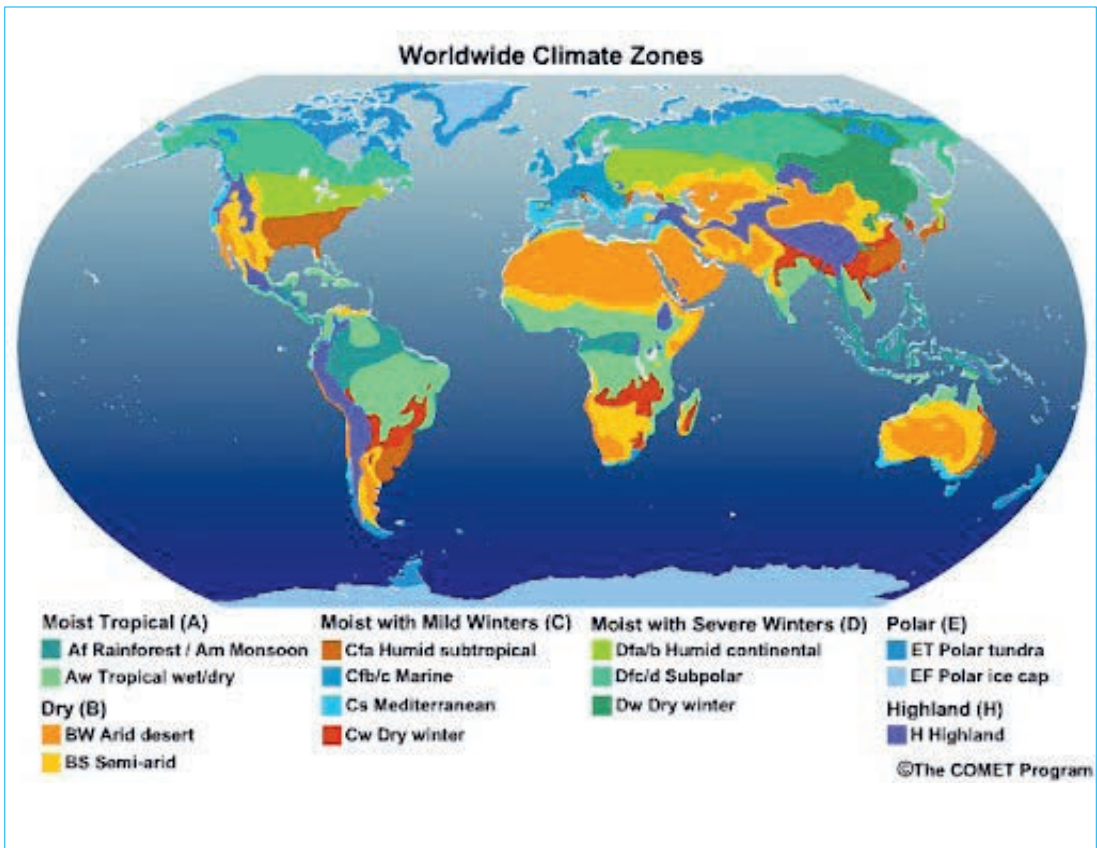 Worldwide Climate Zones
Moist Tropical (A)
Af Rainforest / Am Monsoon
Aw Tropical wet/dry
Dry (B)
BW Arid desert
BS Semi-arid
Moist with Mild Winters (C)
Cfa Humid subtropical
Cfb/c Marine
Cs Mediterranean
Cw Dry winter
Moist with Severe Winters (D)
Dfa/b Humid continental
Dfc/d Subpolar
Dw Dry winter
Polar (E)
ET Polar tundra
EF Polar ice cap
Highland (H)
H Highland
©The COMET Program